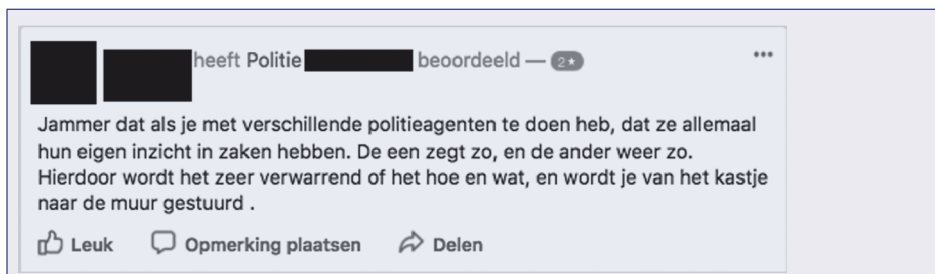 heeft Politie beoordeeld — 2★
Jammer dat als je met verschillende politieagenten te doen heb, dat ze allemaal
hun eigen inzicht in zaken hebben. De een zegt zo, en de ander weer zo.
Hierdoor wordt het zeer verwarrend of het hoe en wat, en wordt je van het kastje
naar de muur gestuurd .
Leuk Opmerking plaatsen Delen